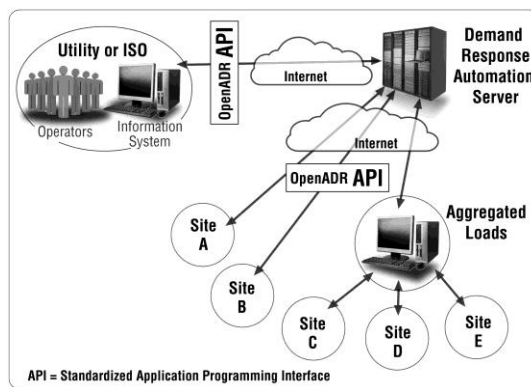 Utility or ISO
Operators
Information
System
OpenADR API
Internet
Demand
Response
Automation
Server
Internet
OpenADR API
Site
A
Site
B
Aggregated
Loads
Site
C
Site
D
Site
E
API = Standardized Application Programming Interface